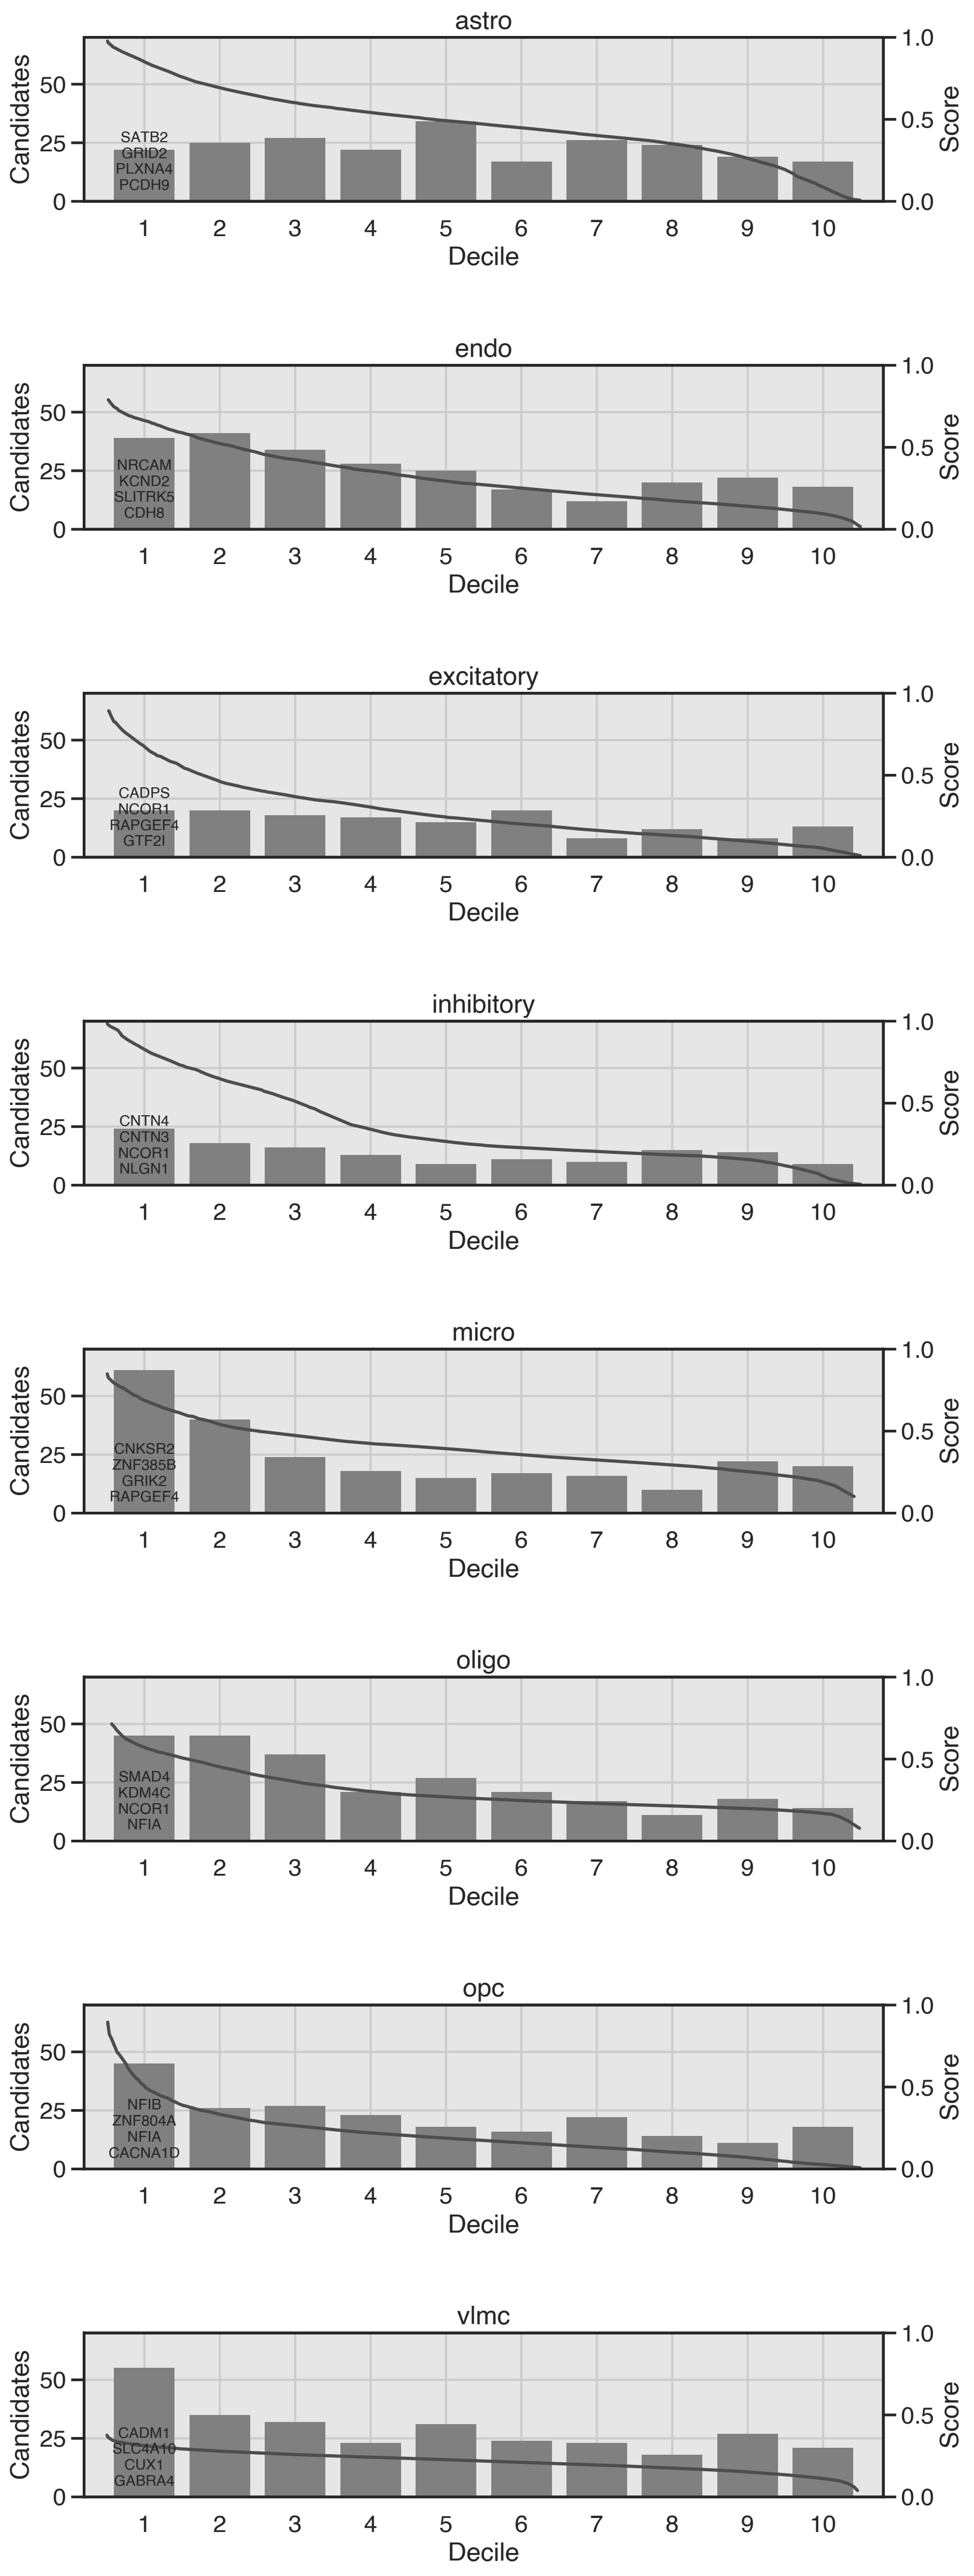 astro
Candidates
50
25
0
SATB2
GRID2
PLXNA4
PCDH9
1.0
0.5
0.0
Score
1 2 3 4 5 6 7 8 9 10
Decile
endo
Candidates
50
25
0
NRCAM
KCND2
SLITRK5
CDH8
1.0
0.5
0.0
Score
1 2 3 4 5 6 7 8 9 10
Decile
excitatory
Candidates
50
25
0
CADPS
NCOR1
RAPGEF4
GTF2I
1.0
0.5
0.0
Score
1 2 3 4 5 6 7 8 9 10
Decile
inhibitory
Candidates
50
25
0
CNTN4
CNTN3
NCOR1
NLGN1
1.0
0.5
0.0
Score
1 2 3 4 5 6 7 8 9 10
Decile
micro
Candidates
50
25
0
CNKSR2
ZNF385B
GRIK2
RAPGEF4
1.0
0.5
0.0
Score
1 2 3 4 5 6 7 8 9 10
Decile
oligo
Candidates
50
25
0
SMAD4
KDM4C
NCOR1
NFIA
1.0
0.5
0.0
Score
1 2 3 4 5 6 7 8 9 10
Decile
opc
Candidates
50
25
0
NFIB
ZNF804A
NFIA
CACNA1D
1.0
0.5
0.0
Score
1 2 3 4 5 6 7 8 9 10
Decile
vlmc
Candidates
50
25
0
CADM1
SLC4A10
CUX1
GABRA4
1.0
0.5
0.0
Score
1 2 3 4 5 6 7 8 9 10
Decile